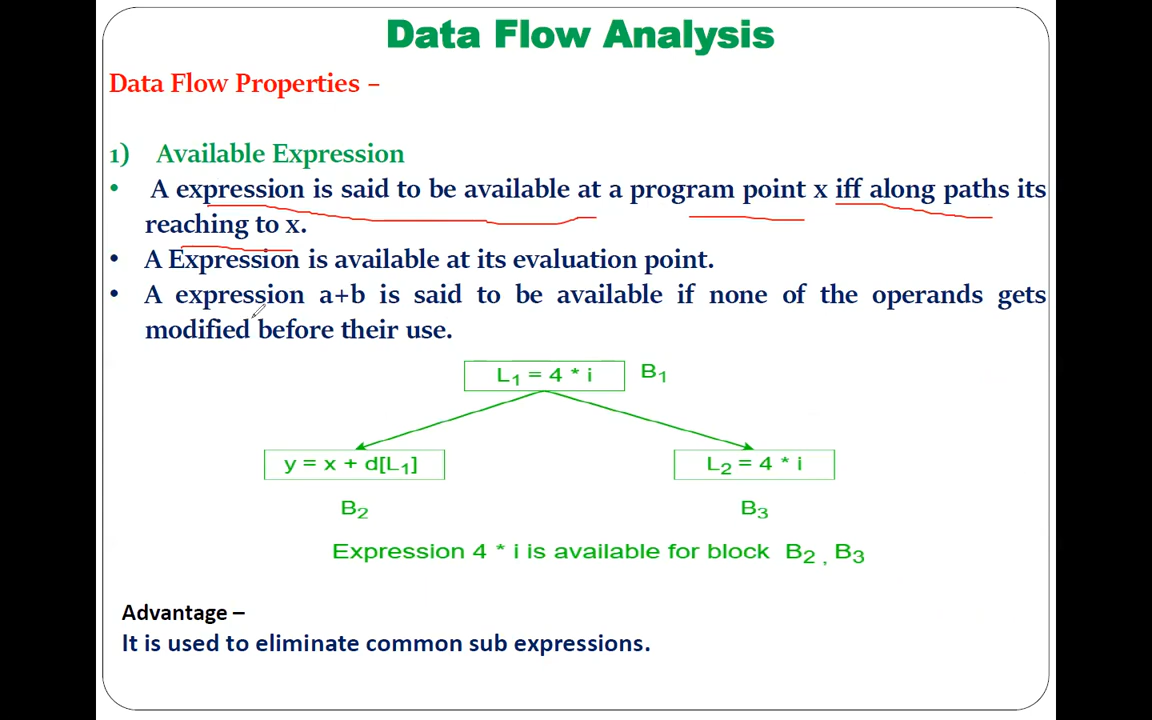 Data Flow Analysis
Data Flow Properties –
1) Available Expression
• A expression is said to be available at a program point x iff along paths its
reaching to x.
• A Expression is available at its evaluation point.
• A expression a+b is said to be available if none of the operands gets
modified before their use.
L₁ = 4 * i B₁
y = x + d[L₁] L₂ = 4 * i
B₂ B₃
Expression 4 * i is available for block B₂ , B₃
Advantage –
It is used to eliminate common sub expressions.